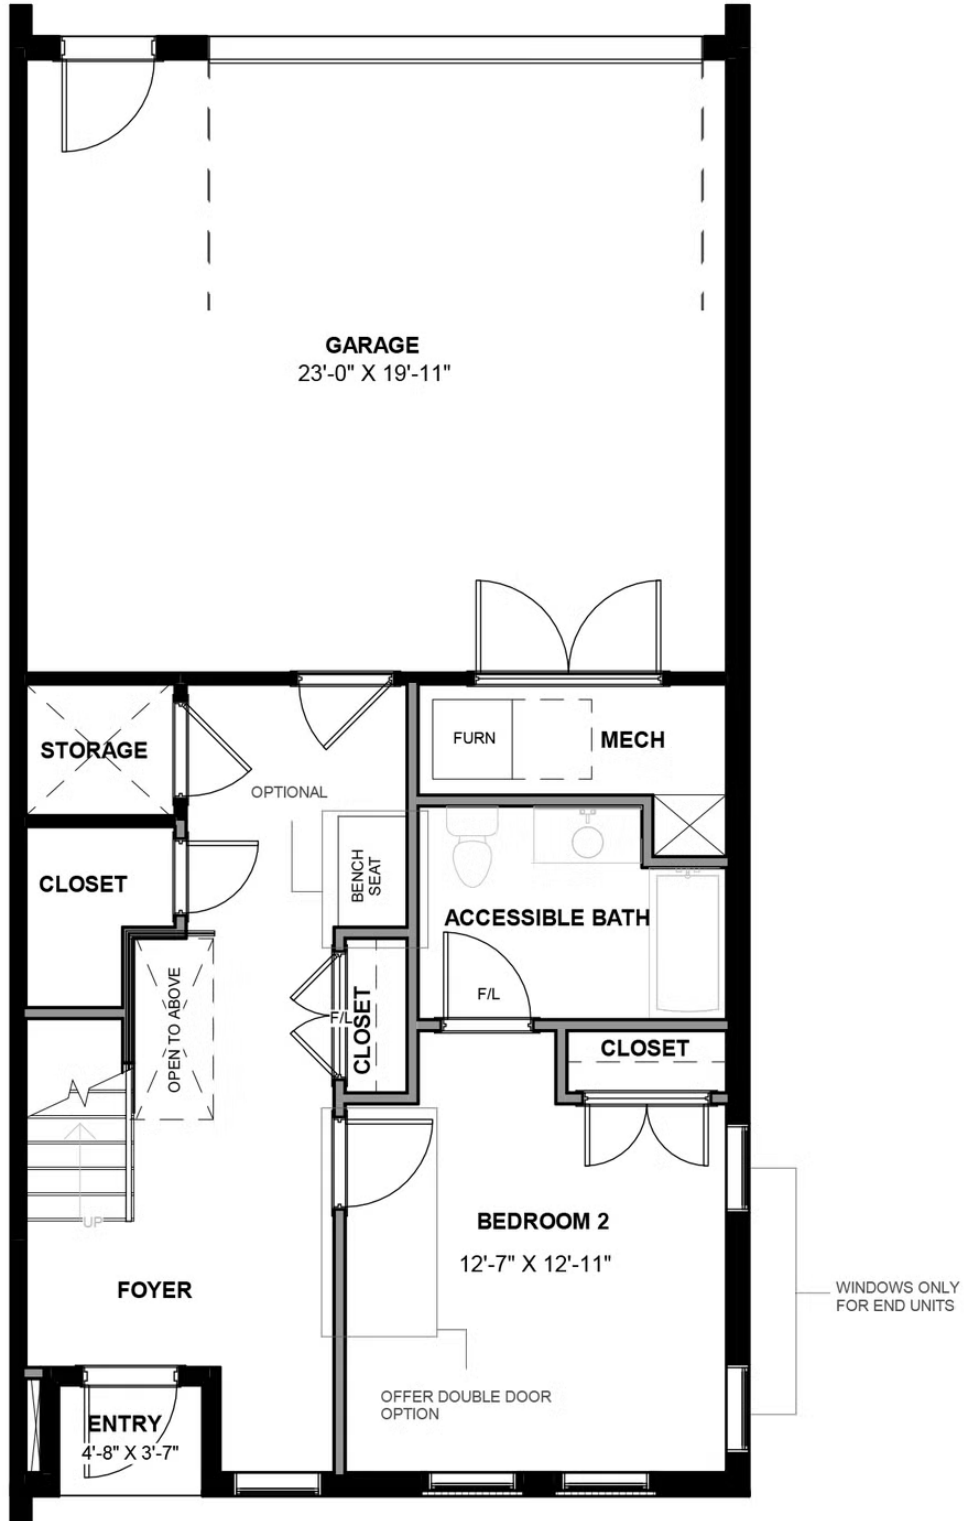 GARAGE
23'-0" X 19'-11"
STORAGE
FURN
MECH
OPTIONAL
BENCH
SEAT
CLOSET
ACCESSIBLE BATH
F/L
OPEN TO ABOVE
F/L
CLOSET
CLOSET
UP
BEDROOM 2
12'-7" X 12'-11"
FOYER
WINDOWS ONLY
FOR END UNITS
OFFER DOUBLE DOOR
OPTION
ENTRY
4'-8" X 3'-7"